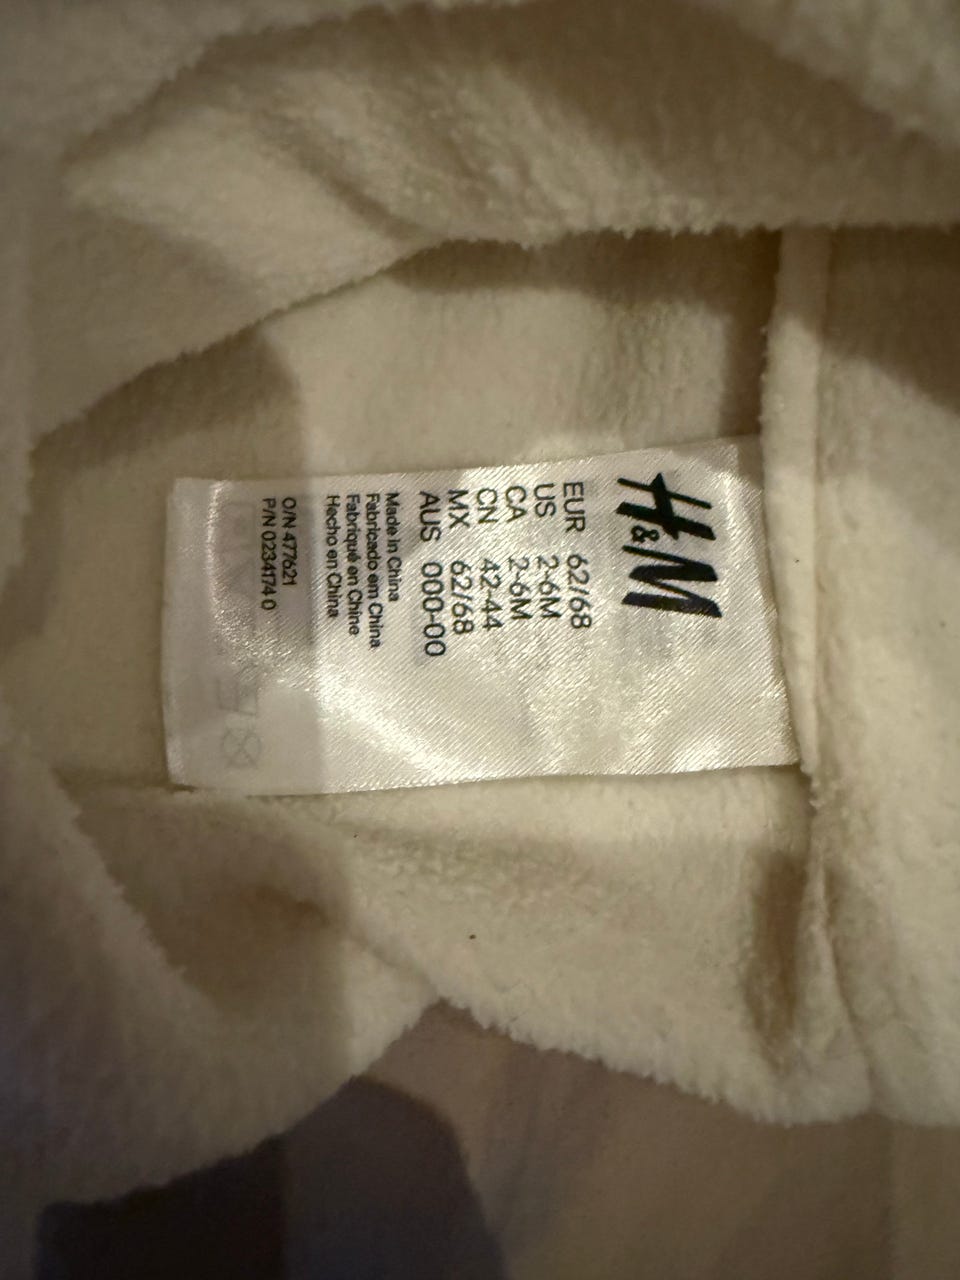 H&M
EUR 62/68
US 2-6M
CA 2-6M
CN 42-44
MX 62/68
AUS 000-00
Made in China
Fabricado em China
Fabriqué en Chine
Hecho en China
O/N 477621
P/N 0234174 0